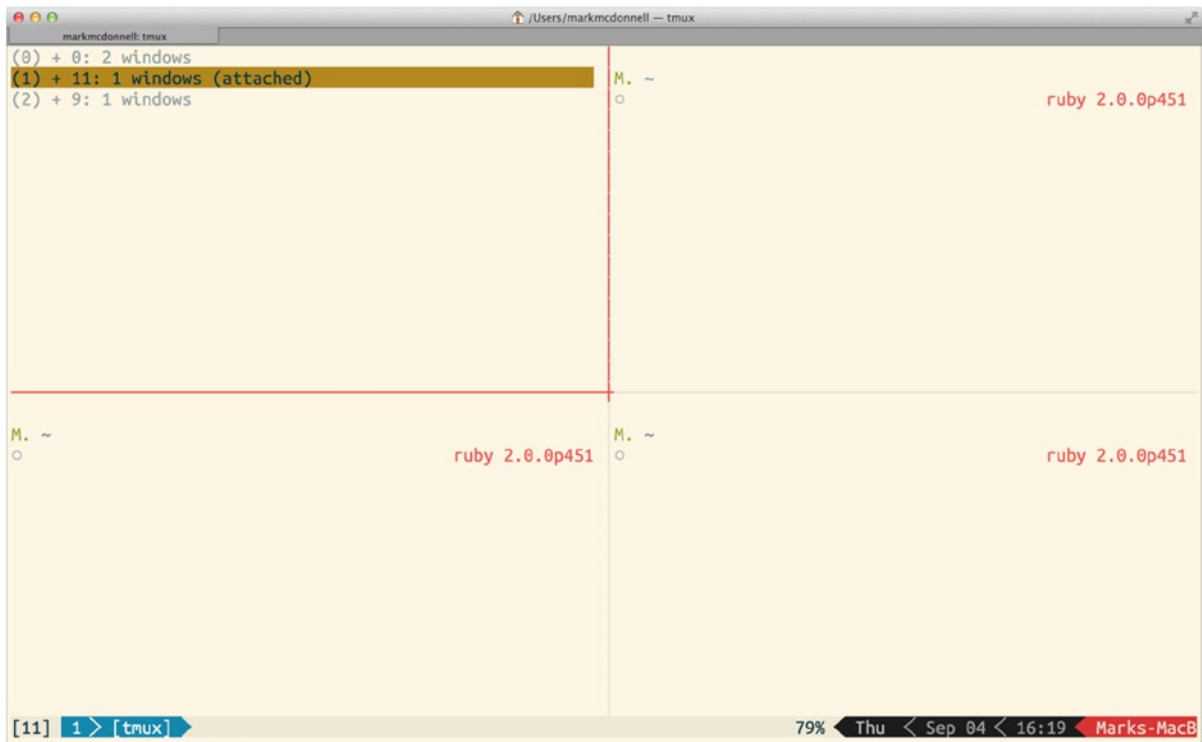 /Users/markmcdonnell — tmux
markmcdonnell: tmux
(0) + 0: 2 windows
(1) + 11: 1 windows (attached)
(2) + 9: 1 windows
M. ~
ruby 2.0.0p451
M. ~
ruby 2.0.0p451
M. ~
ruby 2.0.0p451
[11] 1 > [tmux] 79% Thu < Sep 04 < 16:19 Marks-MacB